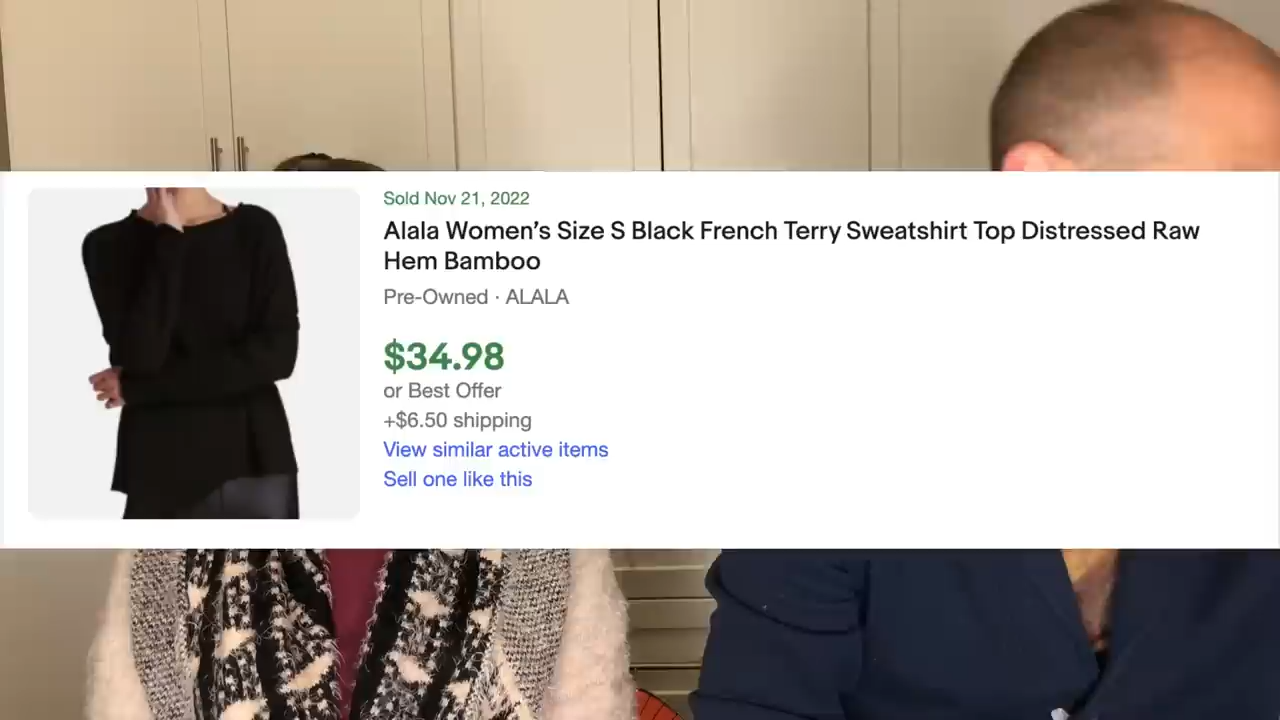 Sold Nov 21, 2022
Alala Women’s Size S Black French Terry Sweatshirt Top Distressed Raw
Hem Bamboo
Pre-Owned · ALALA
$34.98
or Best Offer
+$6.50 shipping
View similar active items
Sell one like this